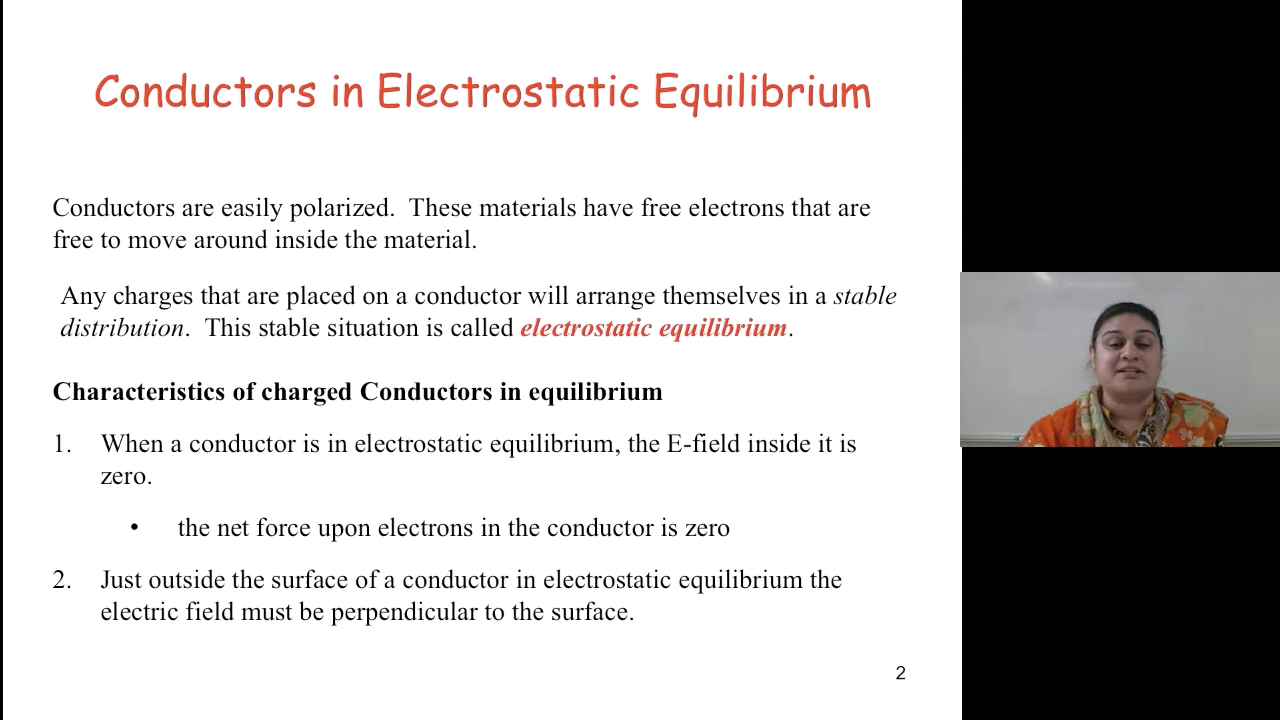 Conductors in Electrostatic Equilibrium
Conductors are easily polarized.  These materials have free electrons that are
free to move around inside the material.
Any charges that are placed on a conductor will arrange themselves in a stable
distribution.  This stable situation is called electrostatic equilibrium.
Characteristics of charged Conductors in equilibrium
1. When a conductor is in electrostatic equilibrium, the E-field inside it is
zero.
• the net force upon electrons in the conductor is zero
2. Just outside the surface of a conductor in electrostatic equilibrium the
electric field must be perpendicular to the surface.
2